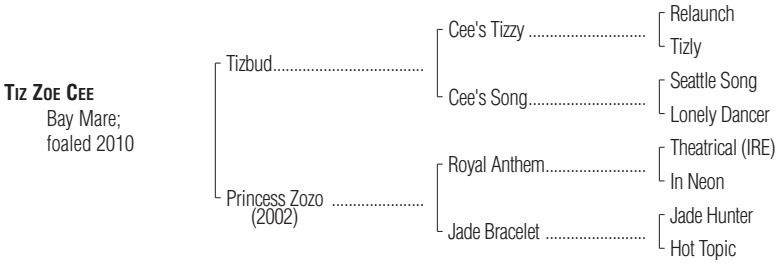 TIZ ZOE CEE
Bay Mare;
foaled 2010
Tizbud..................................
Princess Zozo .....................
(2002)
Cee's Tizzy ..........................
Cee's Song...........................
Royal Anthem.......................
Jade Bracelet .......................
Relaunch
Tizly
Seattle Song
Lonely Dancer
Theatrical (IRE)
In Neon
Jade Hunter
Hot Topic